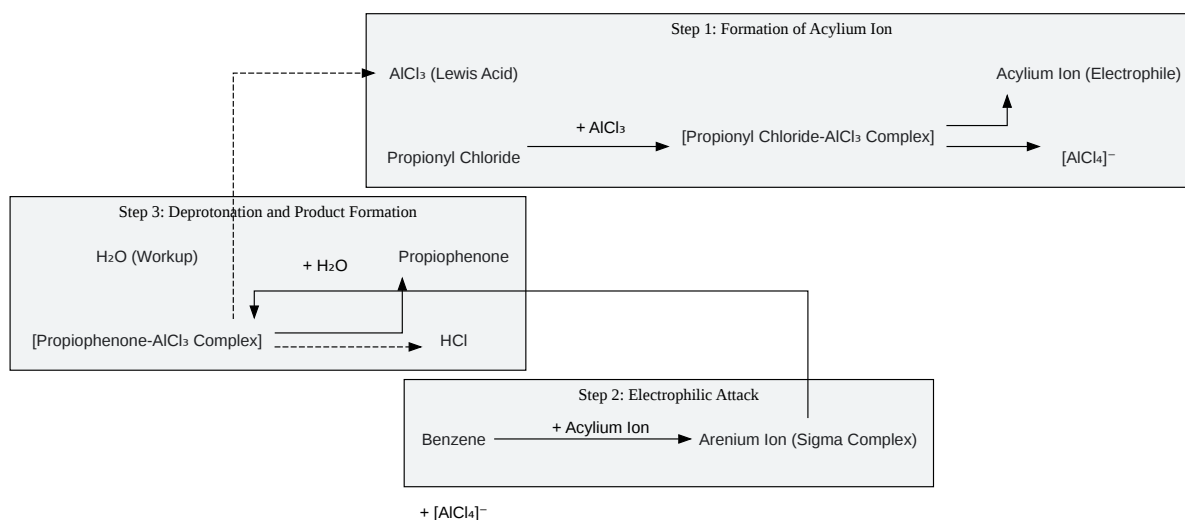 Step 1: Formation of Acylium Ion
AlCl₃ (Lewis Acid)
Acylium Ion (Electrophile)
+ AlCl₃
[Propionyl Chloride-AlCl₃ Complex]
Propionyl Chloride
[AlCl₄]⁻
Step 3: Deprotonation and Product Formation
H₂O (Workup)
+ H₂O
Propiophenone
[Propiophenone-AlCl₃ Complex]
HCl
Step 2: Electrophilic Attack
Benzene
+ Acylium Ion
Arenium Ion (Sigma Complex)
+ [AlCl₄]⁻